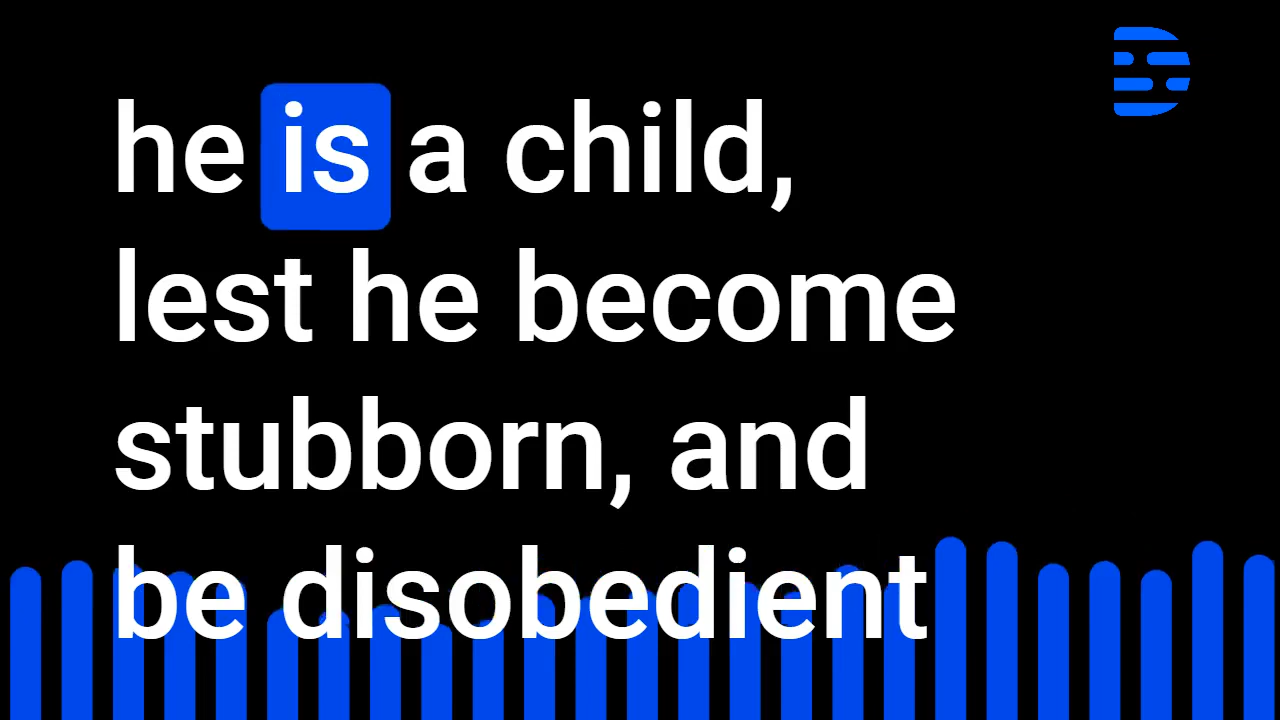 he is a child,
lest he become
stubborn, and
be disobedient